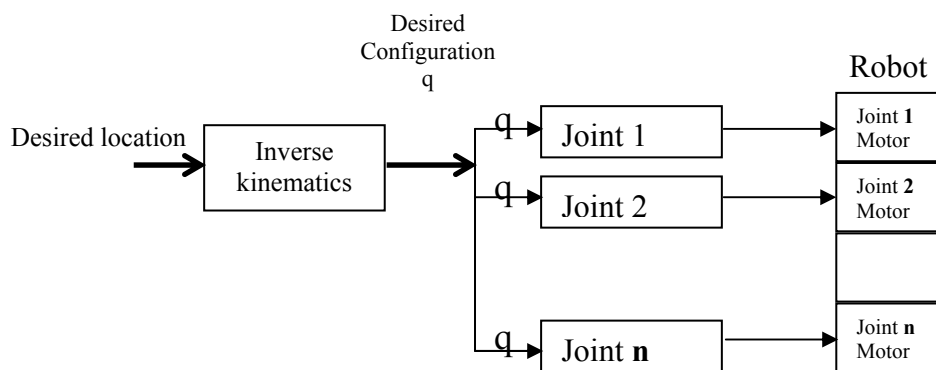 Desired
Configuration
q
Robot
Desired location
Inverse
kinematics
q
Joint 1
Joint 1
Motor
q
Joint 2
Joint 2
Motor
q
Joint n
Joint n
Motor